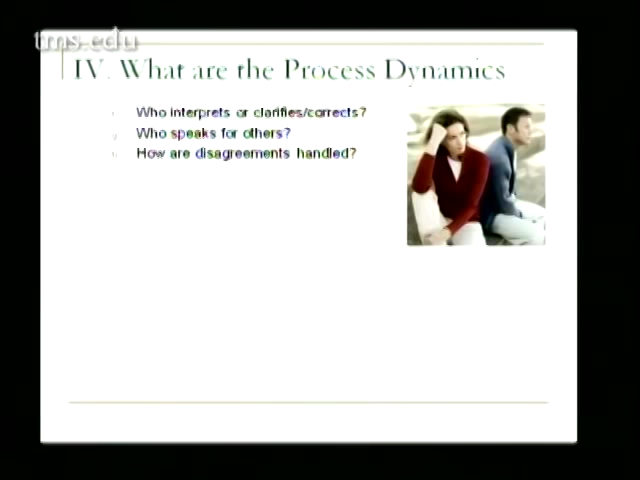 tms.edu
IV. What are the Process Dynamics
Who interprets or clarifies/corrects?
Who speaks for others?
How are disagreements handled?